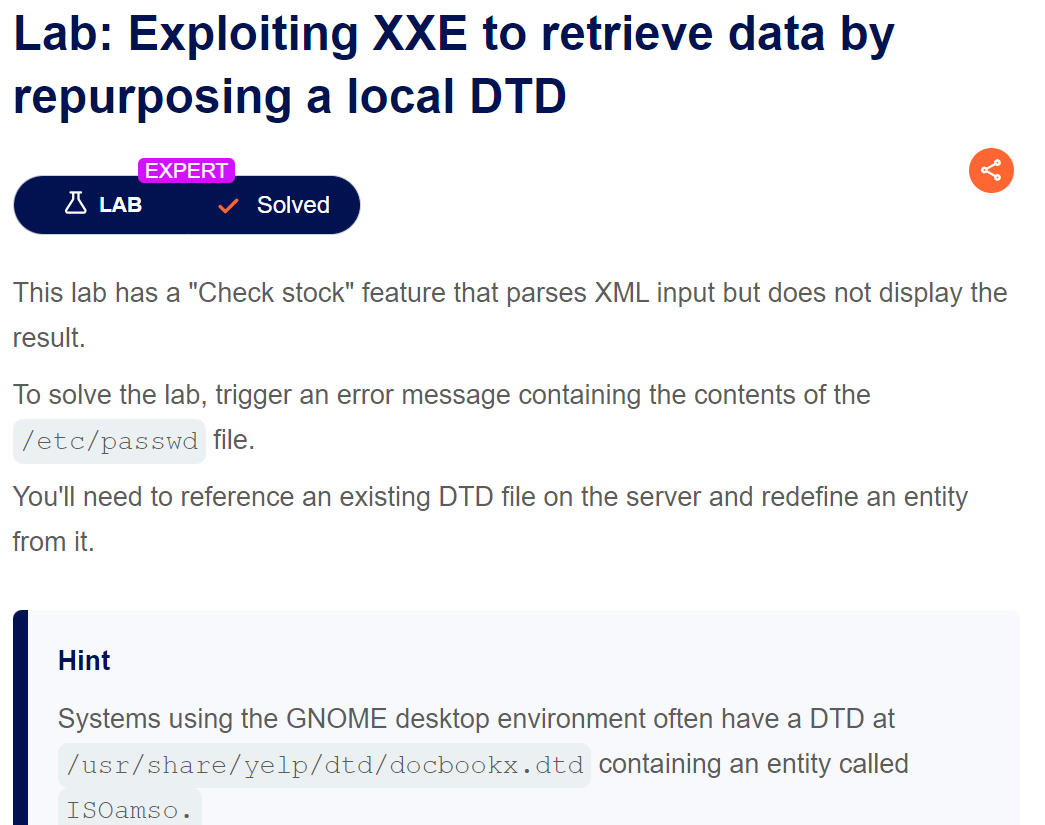 Lab: Exploiting XXE to retrieve data by
repurposing a local DTD
EXPERT
LAB Solved
This lab has a "Check stock" feature that parses XML input but does not display the
result.
To solve the lab, trigger an error message containing the contents of the
/etc/passwd file.
You'll need to reference an existing DTD file on the server and redefine an entity
from it.
Hint
Systems using the GNOME desktop environment often have a DTD at
/usr/share/yelp/dtd/docbookx.dtd containing an entity called
ISOamso.